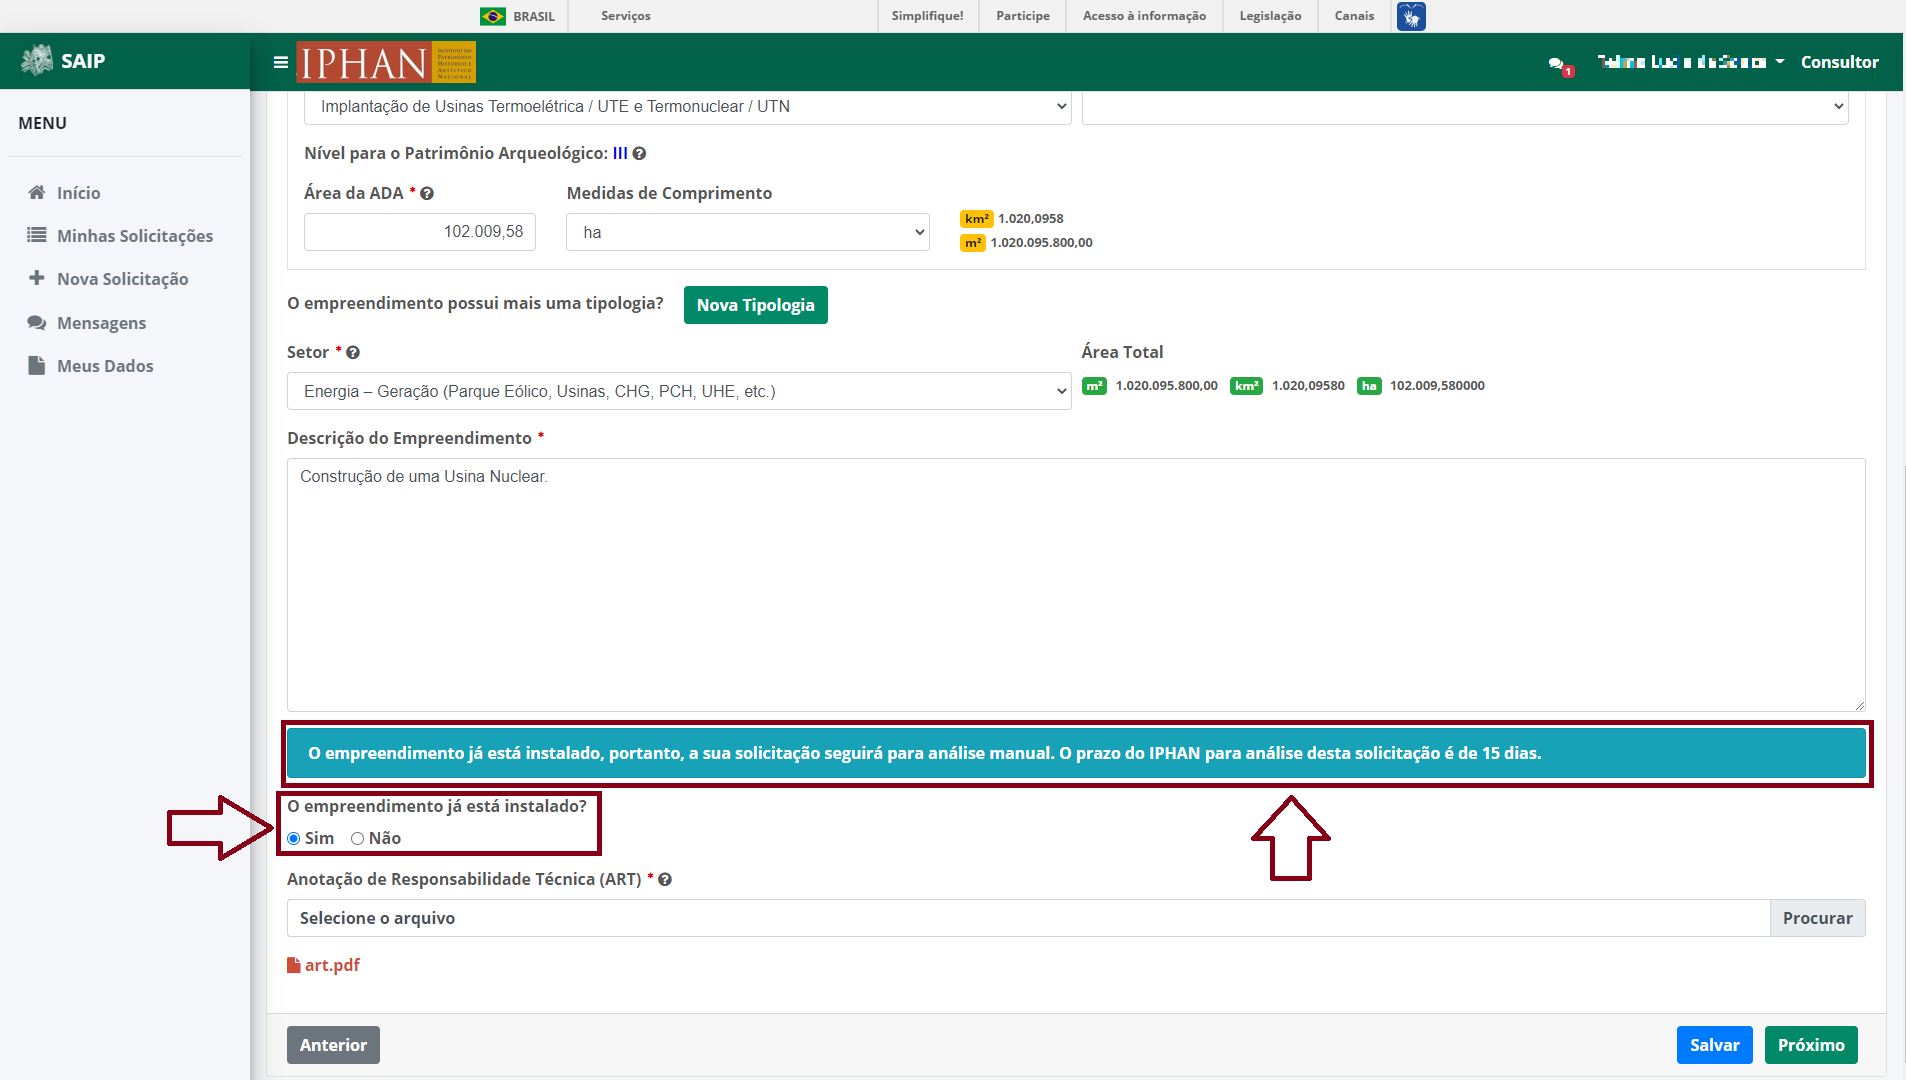 BRASIL
Serviços
Simplifique!
Participe
Acesso à informação
Legislação
Canais
SAIP
IPHAN
INSTITUTO DO
PATRIMÔNIO
HISTÓRICO E
ARTÍSTICO
NACIONAL
1
Consultor
MENU
Início
Minhas Solicitações
Nova Solicitação
Mensagens
Meus Dados
Implantação de Usinas Termoelétrica / UTE e Termonuclear / UTN
Nível para o Patrimônio Arqueológico: III
Área da ADA *
Medidas de Comprimento
102.009,58
ha
km² 1.020,0958
m² 1.020.095.800,00
O empreendimento possui mais uma tipologia?
Nova Tipologia
Setor *
Área Total
Energia – Geração (Parque Eólico, Usinas, CHG, PCH, UHE, etc.)
m² 1.020.095.800,00 km² 1.020,09580 ha 102.009,580000
Descrição do Empreendimento *
Construção de uma Usina Nuclear.
O empreendimento já está instalado, portanto, a sua solicitação seguirá para análise manual. O prazo do IPHAN para análise desta solicitação é de 15 dias.
O empreendimento já está instalado?
Sim Não
Anotação de Responsabilidade Técnica (ART) *
Selecione o arquivo
Procurar
art.pdf
Anterior
Salvar
Próximo